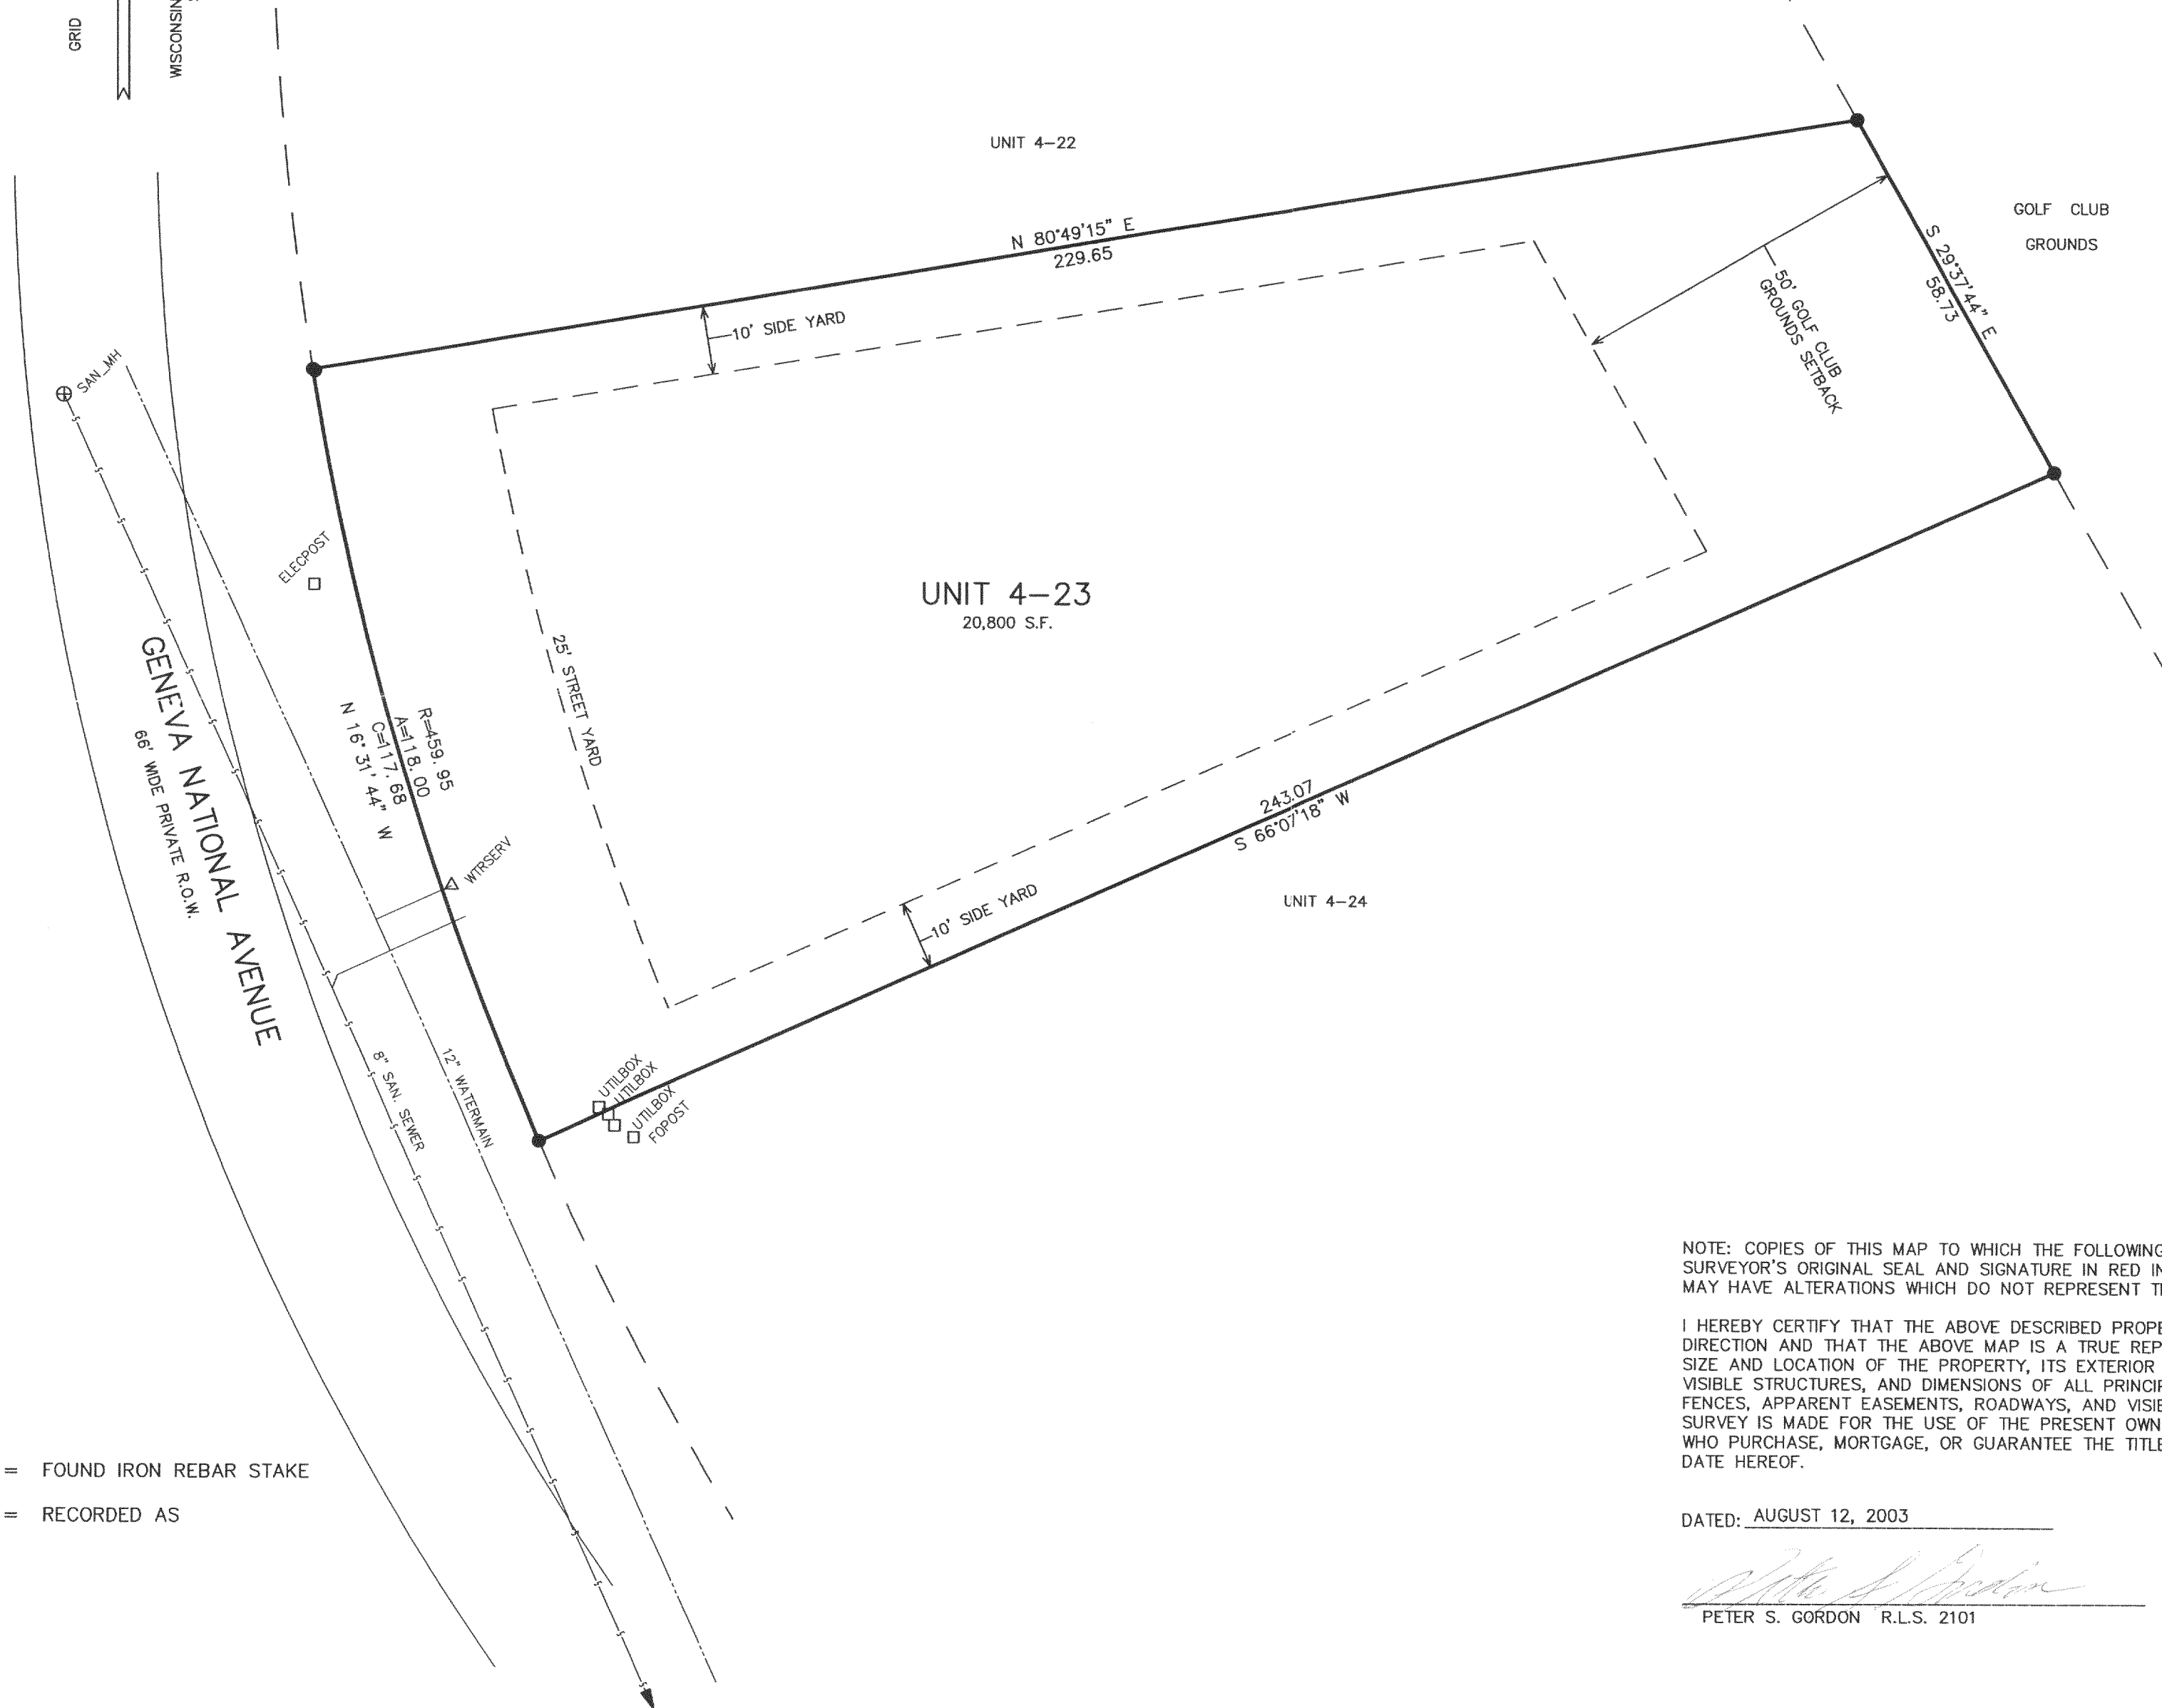 GRID
WISCONSIN
UNIT 4-22
GOLF CLUB
GROUNDS
N 80°49'15" E
229.65
S 29°37'44" E
58.73
50' GOLF CLUB
GROUNDS SETBACK
10' SIDE YARD
SAN_MH
ELECPOST
UNIT 4-23
20,800 S.F.
25' STREET YARD
GENEVA NATIONAL AVENUE
66' WIDE PRIVATE R.O.W.
R=459.95
A=118.00
C=117.68
N 16°31'44" W
WTRSERV
243.07
S 66°07'18" W
10' SIDE YARD
UNIT 4-24
8" SAN. SEWER
12" WATERMAIN
UTILBOX
UTILBOX
UTILBOX
FOPOST
= FOUND IRON REBAR STAKE
= RECORDED AS
NOTE: COPIES OF THIS MAP TO WHICH THE FOLLOWING
SURVEYOR'S ORIGINAL SEAL AND SIGNATURE IN RED IN
MAY HAVE ALTERATIONS WHICH DO NOT REPRESENT TH
I HEREBY CERTIFY THAT THE ABOVE DESCRIBED PROPE
DIRECTION AND THAT THE ABOVE MAP IS A TRUE REP
SIZE AND LOCATION OF THE PROPERTY, ITS EXTERIOR
VISIBLE STRUCTURES, AND DIMENSIONS OF ALL PRINCIP
FENCES, APPARENT EASEMENTS, ROADWAYS, AND VISIB
SURVEY IS MADE FOR THE USE OF THE PRESENT OWN
WHO PURCHASE, MORTGAGE, OR GUARANTEE THE TITLE
DATE HEREOF.
DATED: AUGUST 12, 2003
Peter S. Gordon
PETER S. GORDON R.L.S. 2101